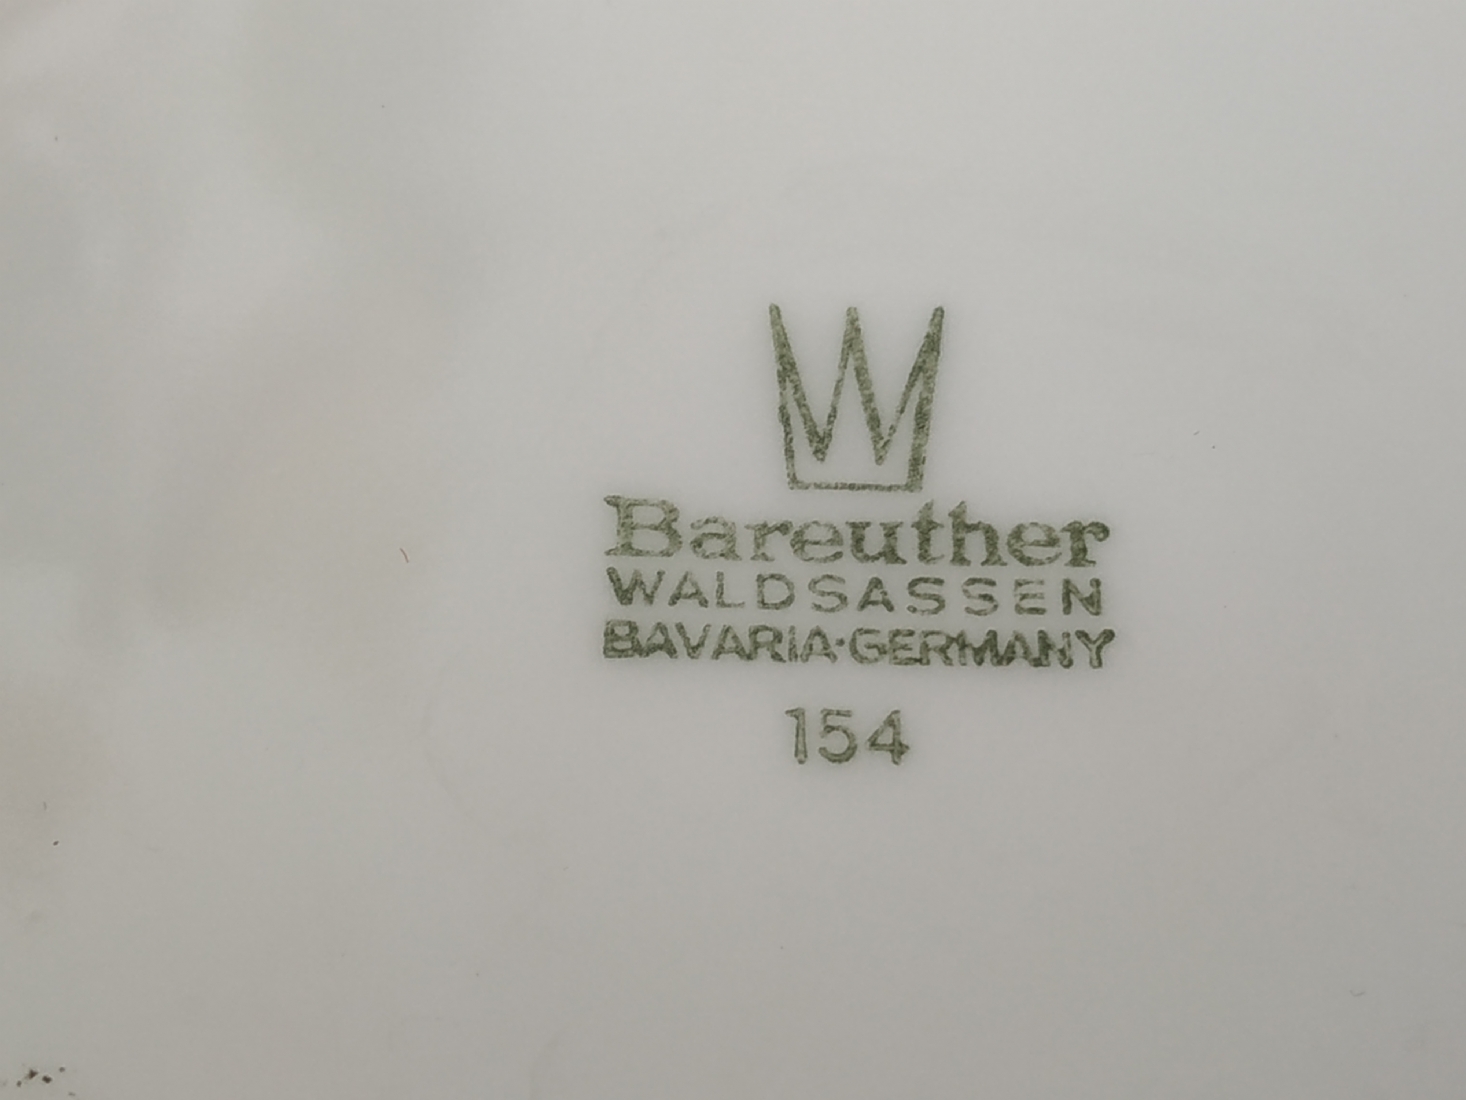 Bareuther
WALDSASSEN
BAVARIA·GERMANY
154